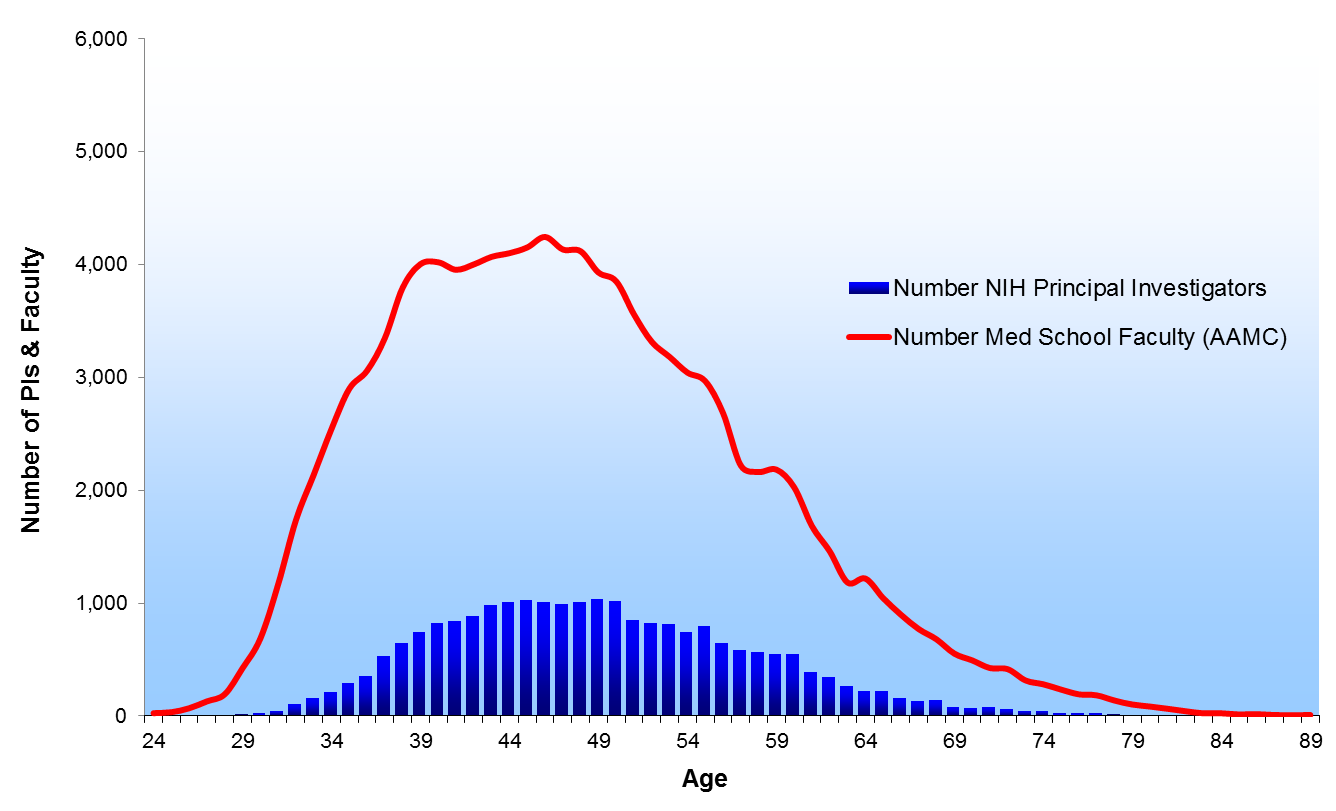 6,000
5,000
4,000
3,000
2,000
1,000
0
Number of PIs & Faculty
Number NIH Principal Investigators
Number Med School Faculty (AAMC)
24 29 34 39 44 49 54 59 64 69 74 79 84 89
Age